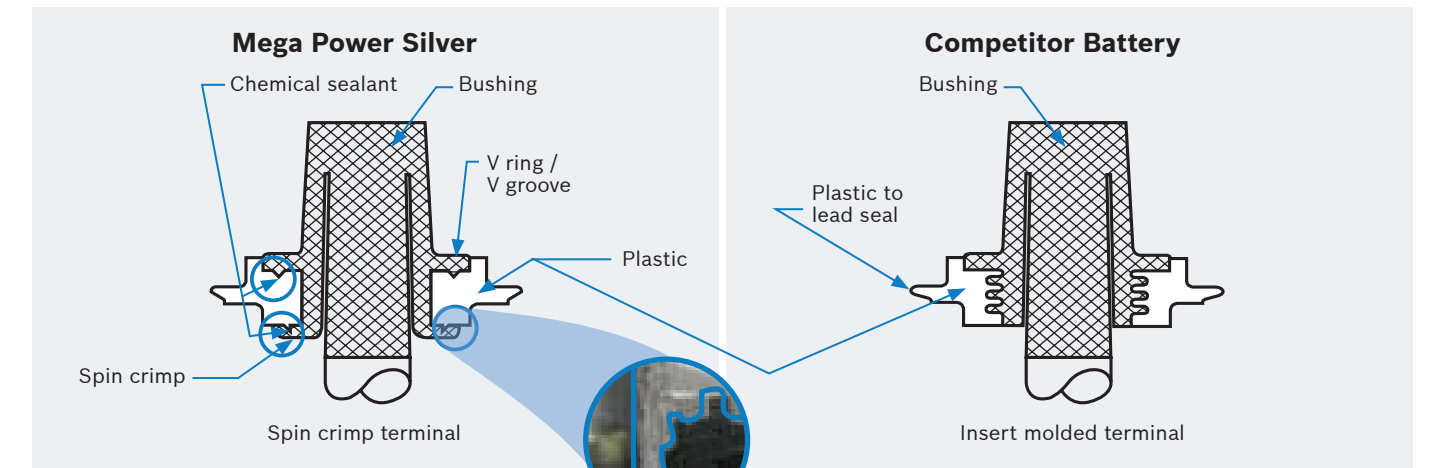 Mega Power Silver
Chemical sealant
Bushing
V ring /
V groove
Plastic
Spin crimp
Spin crimp terminal
Competitor Battery
Bushing
Plastic to
lead seal
Insert molded terminal